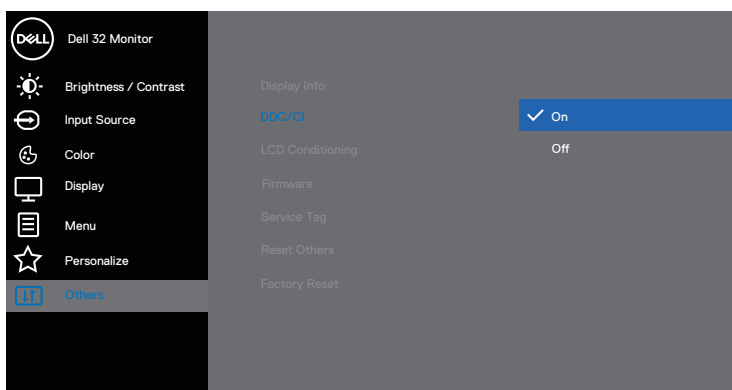 DELL
Dell 32 Monitor
Brightness / Contrast
Input Source
Color
Display
Menu
Personalize
Others
Display Info
DDC/CI
LCD Conditioning
Firmware
Service Tag
Reset Others
Factory Reset
On
Off